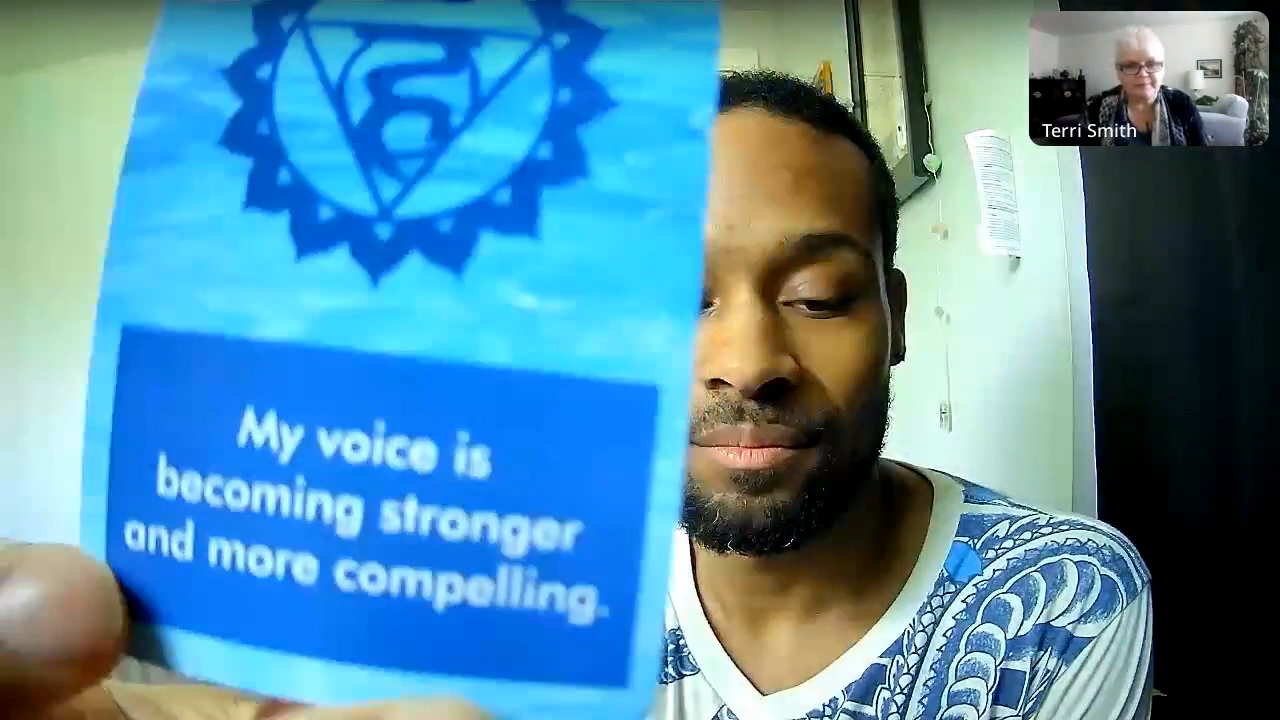 Terri Smith
My voice is
becoming stronger
and more compelling.